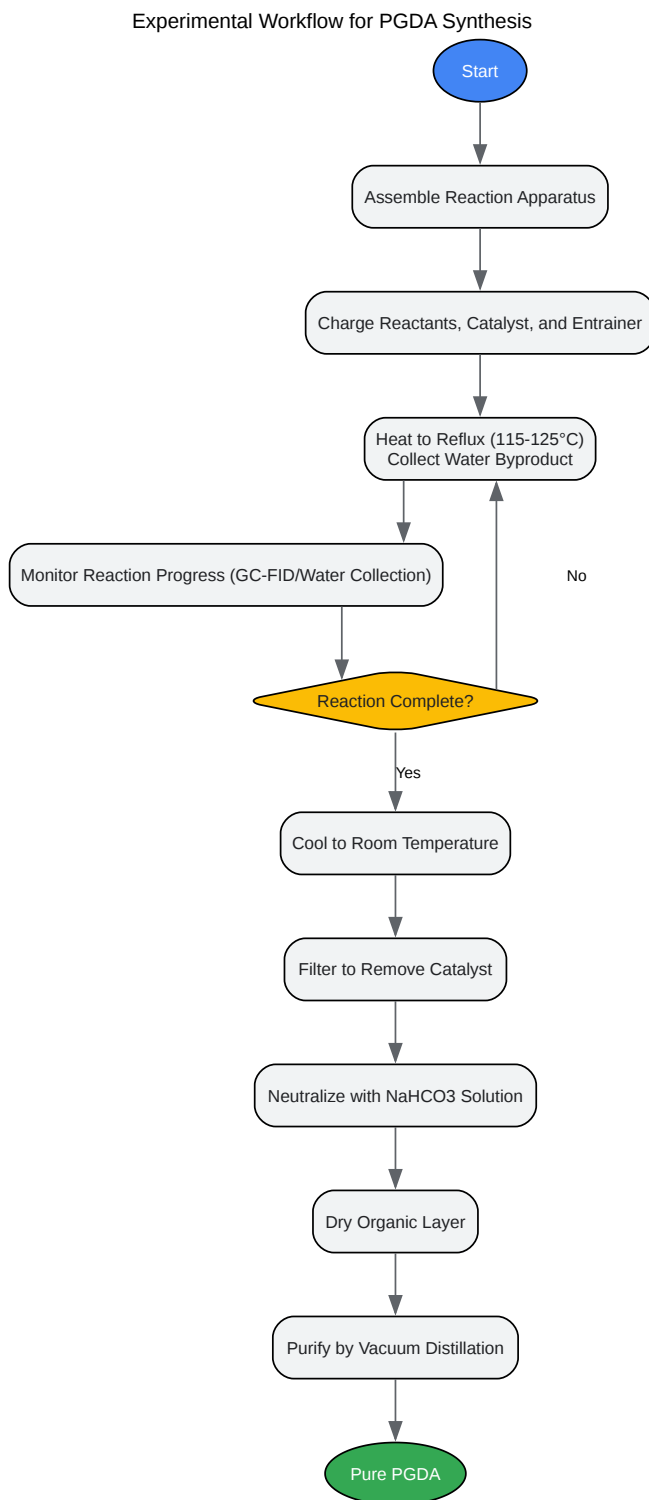 Experimental Workflow for PGDA Synthesis
Start
Assemble Reaction Apparatus
Charge Reactants, Catalyst, and Entrainer
Heat to Reflux (115-125°C)
Collect Water Byproduct
Monitor Reaction Progress (GC-FID/Water Collection)
No
Reaction Complete?
Yes
Cool to Room Temperature
Filter to Remove Catalyst
Neutralize with NaHCO3 Solution
Dry Organic Layer
Purify by Vacuum Distillation
Pure PGDA